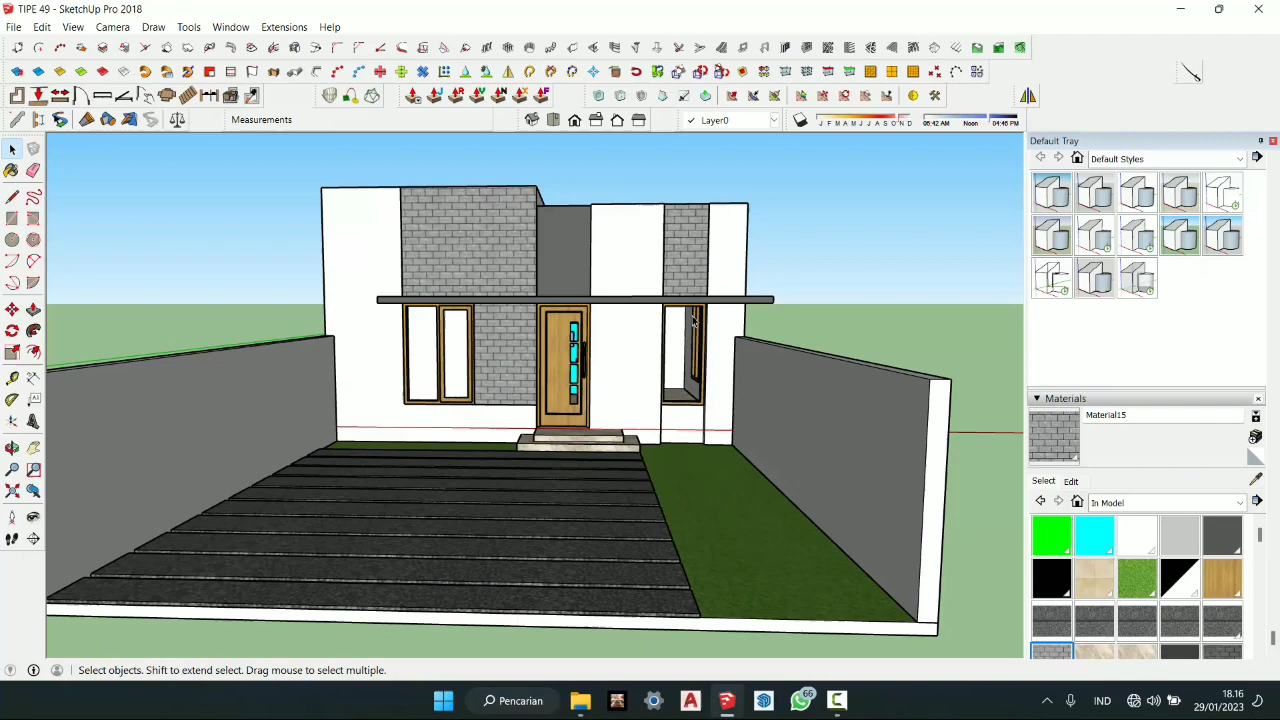 TIPE 49 - SketchUp Pro 2018
File Edit View Camera Draw Tools Window Extensions Help
Measurements
Layer0
J F M A M J J A S O N D
06:42 AM Noon 04:46 PM
Default Tray
Default Styles
Materials
Material15
Select Edit
In Model
Select objects. Shift to extend select. Drag mouse to select multiple.
Pencarian
66
IND
18.16
29/01/2023